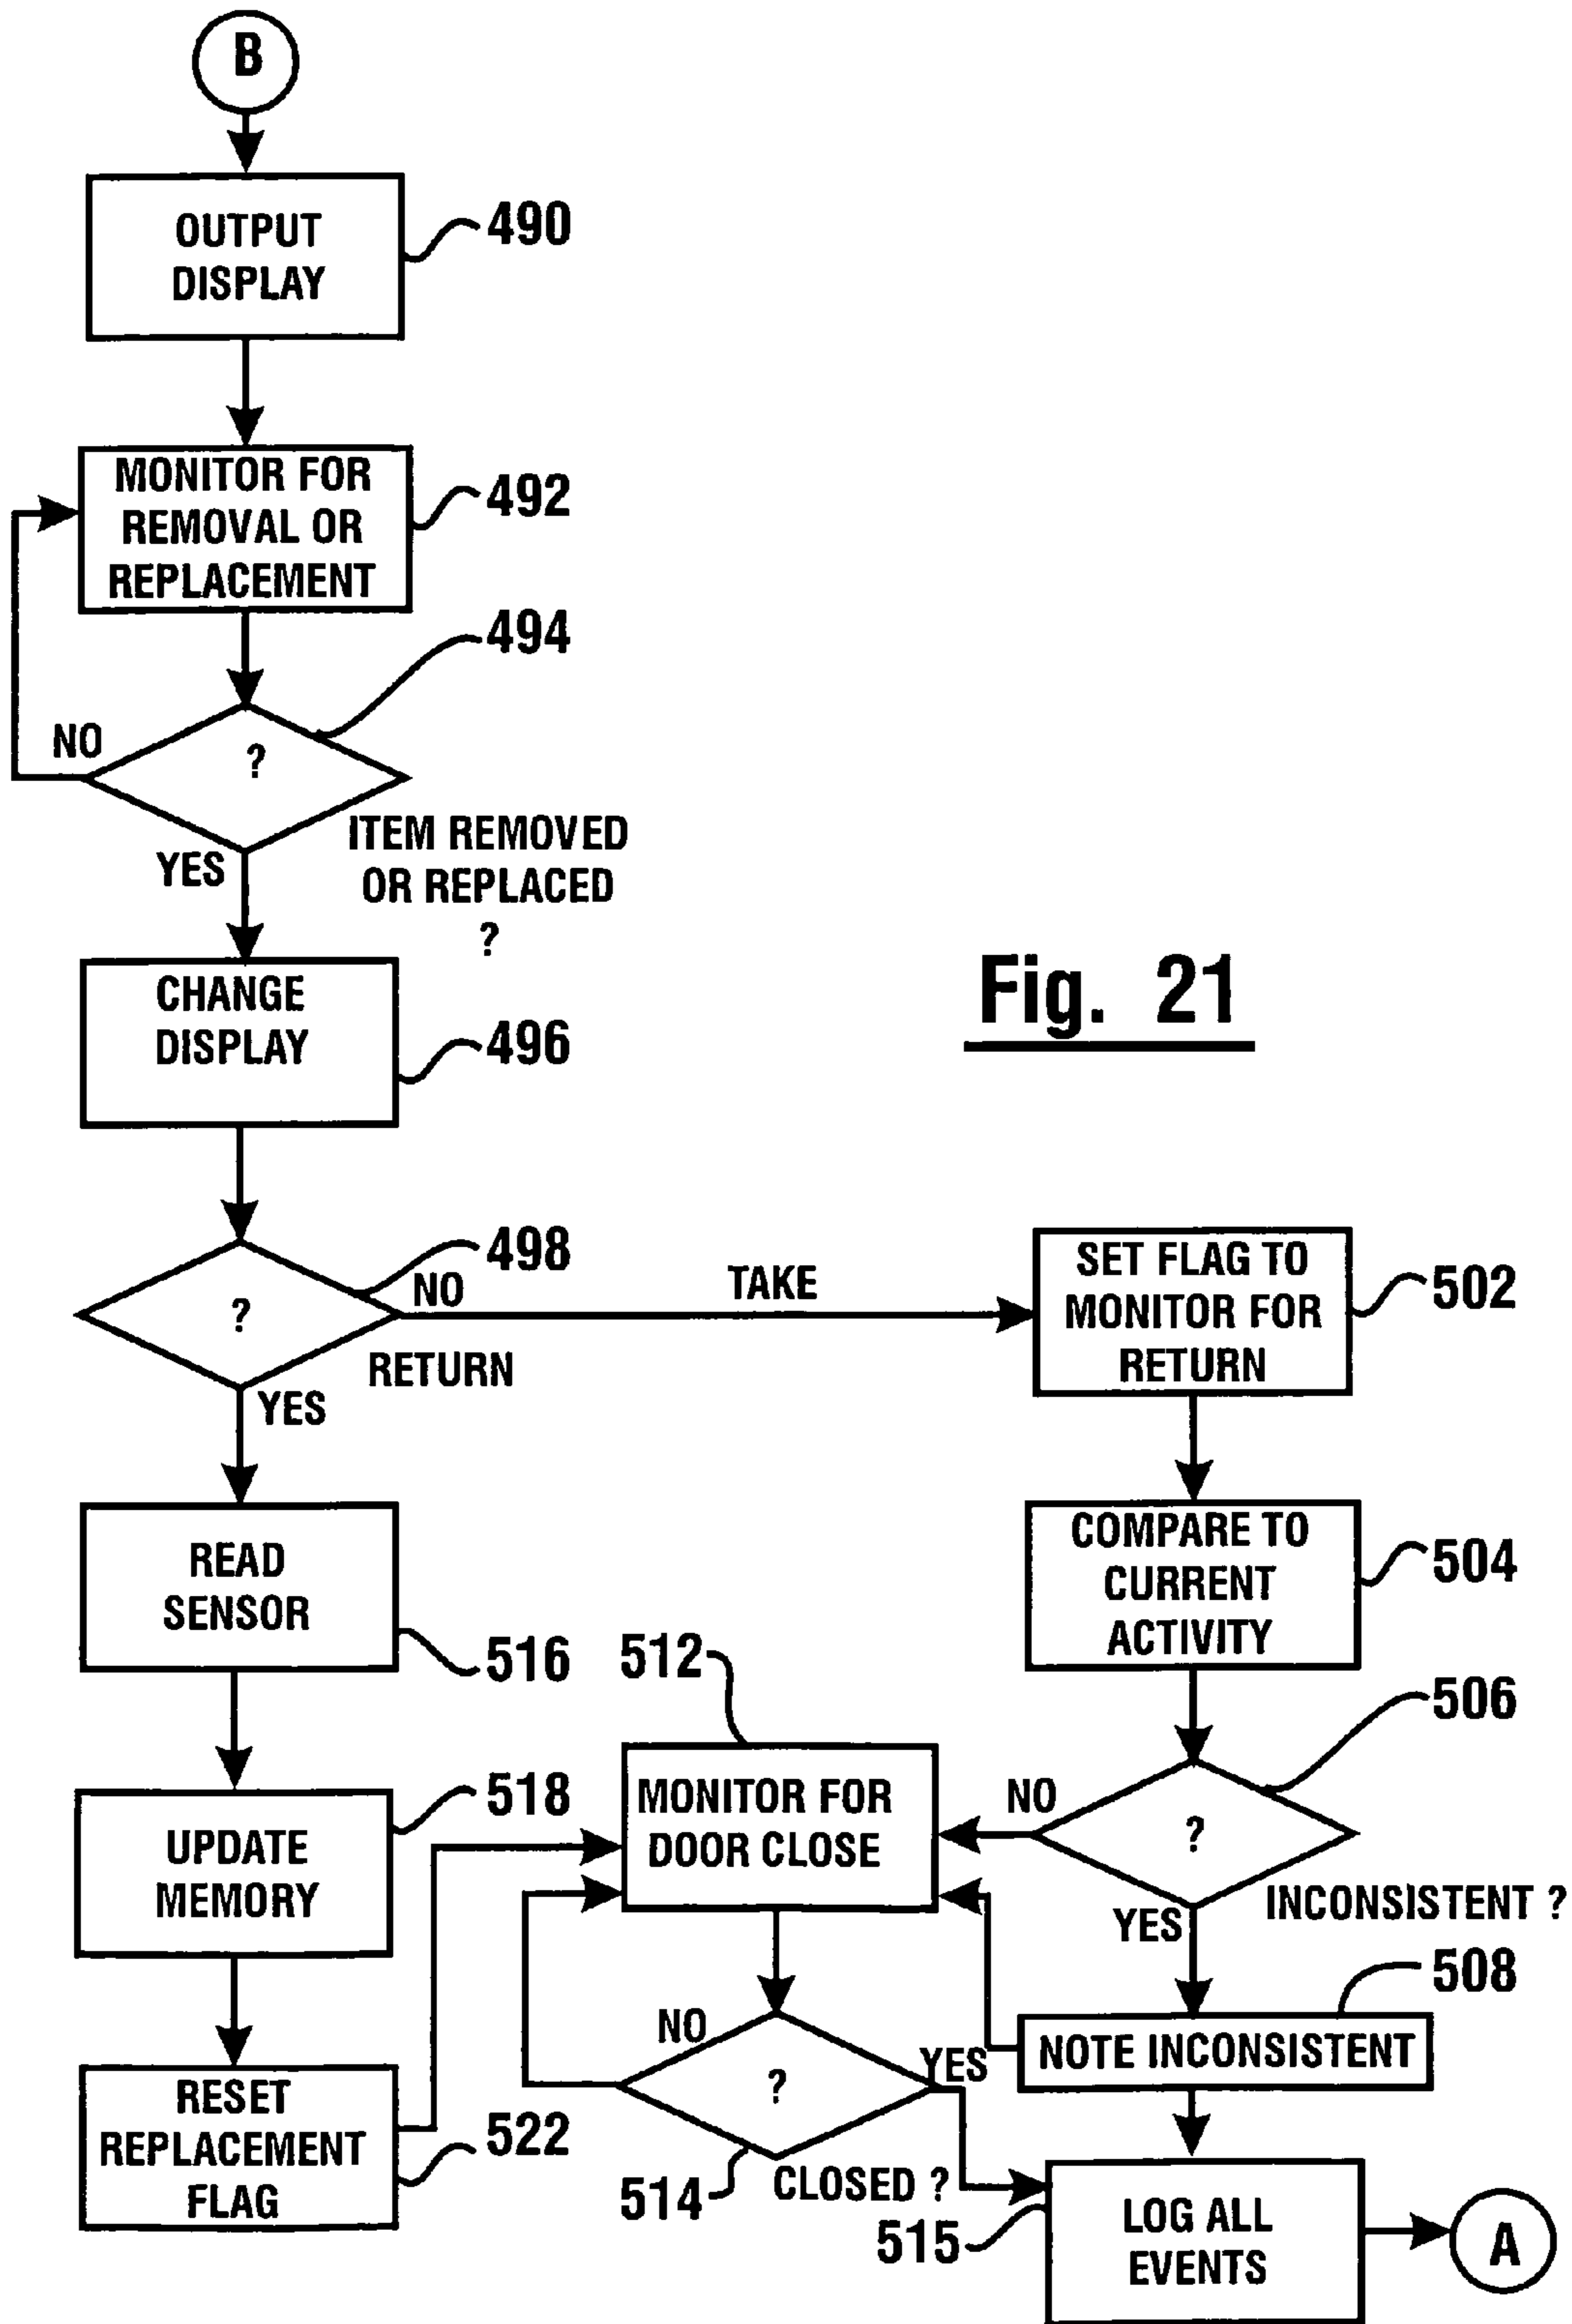 B
OUTPUT
DISPLAY
490
MONITOR FOR
REMOVAL OR
REPLACEMENT
492
494
NO
?
YES
ITEM REMOVED
OR REPLACED
?
CHANGE
DISPLAY
496
Fig. 21
498
?
NO
TAKE
RETURN
YES
SET FLAG TO
MONITOR FOR
RETURN
502
READ
SENSOR
516
COMPARE TO
CURRENT
ACTIVITY
504
512
506
UPDATE
MEMORY
518
MONITOR FOR
DOOR CLOSE
NO
?
INCONSISTENT ?
YES
508
NOTE INCONSISTENT
RESET
REPLACEMENT
FLAG
522
NO
?
YES
514
CLOSED ?
515
LOG ALL
EVENTS
A